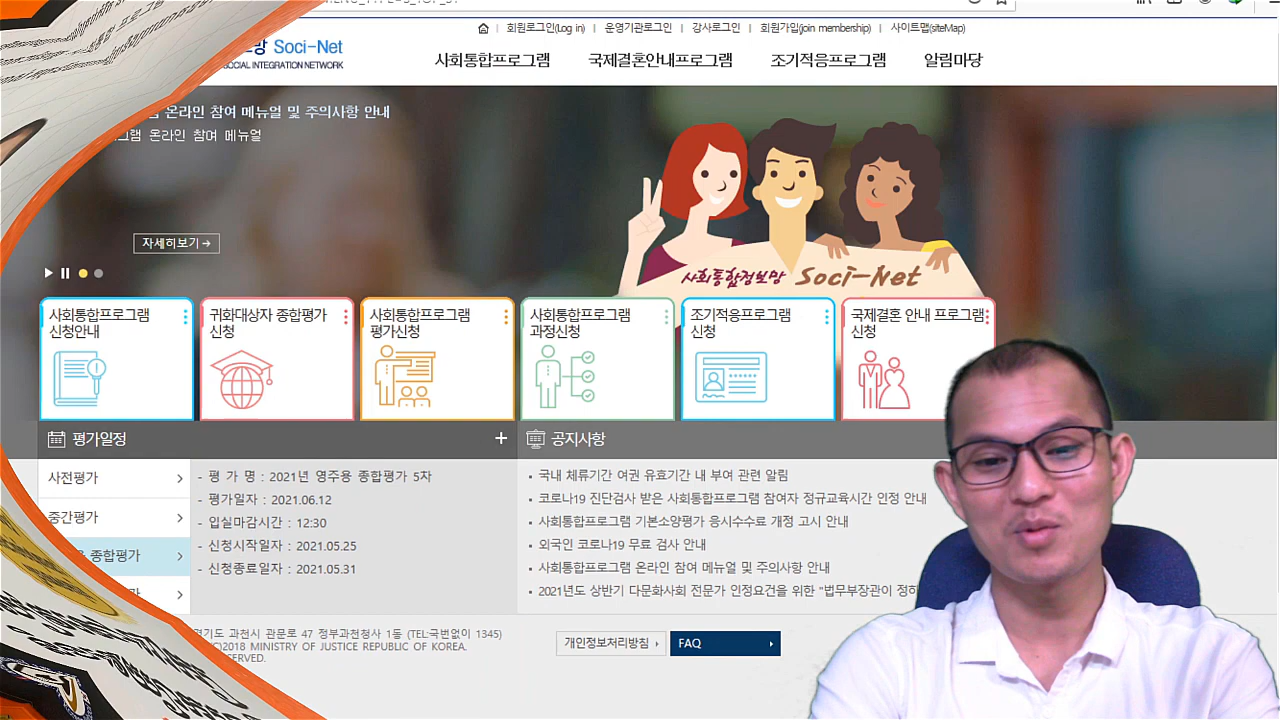 회원로그인(Log in) | 운영기관로그인 | 강사로그인 | 회원가입(join membership) | 사이트맵(siteMap)
망 Soci-Net
SOCIAL INTEGRATION NETWORK
사회통합프로그램 국제결혼안내프로그램 조기적응프로그램 알림마당
온라인 참여 메뉴얼 및 주의사항 안내
그램 온라인 참여 메뉴얼
자세히보기→
사회통합정보망 Soci-Net
사회통합프로그램 신청안내
귀화대상자 종합평가 신청
사회통합프로그램 평가신청
사회통합프로그램 과정신청
조기적응프로그램 신청
국제결혼 안내 프로그램 신청
평가일정 +
사전평가
중간평가
종합평가
- 평 가 명 : 2021년 영주용 종합평가 5차
- 평가일자 : 2021.06.12
- 입실마감시간 : 12:30
- 신청시작일자 : 2021.05.25
- 신청종료일자 : 2021.05.31
공지사항
국내 체류기간 여권 유효기간 내 부여 관련 알림
코로나19 진단검사 받은 사회통합프로그램 참여자 정규교육시간 인정 안내
사회통합프로그램 기본소양평가 응시수수료 개정 고시 안내
외국인 코로나19 무료 검사 안내
사회통합프로그램 온라인 참여 메뉴얼 및 주의사항 안내
2021년도 상반기 다문화사회 전문가 인정요건을 위한 "법무부장관이 정하
경기도 과천시 관문로 47 정부과천청사 1동 (TEL:국번없이 1345)
(C)2018 MINISTRY OF JUSTICE REPUBLIC OF KOREA.
개인정보처리방침
FAQ